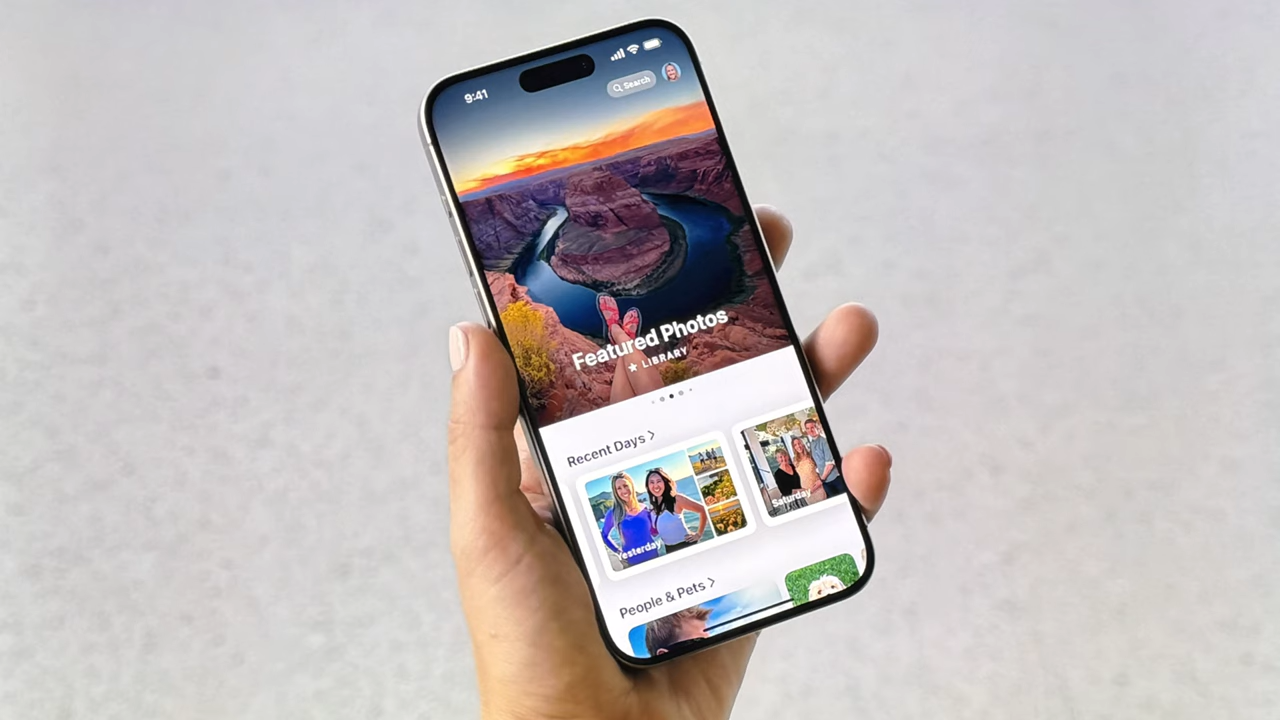 9:41
Search
Featured Photos
★ LIBRARY
Recent Days >
Yesterday
Saturday
People & Pets >